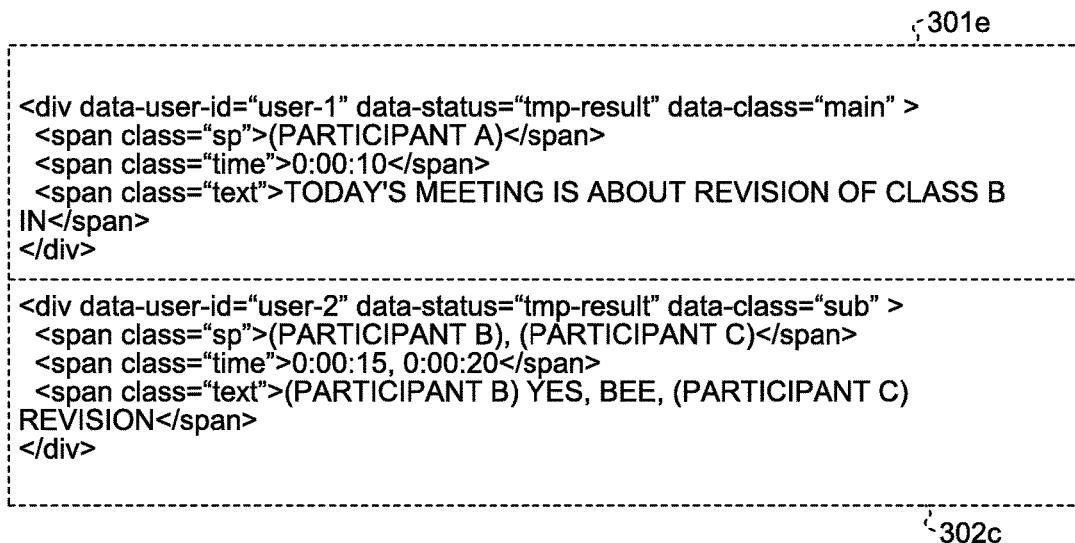 301e
<div data-user-id=“user-1” data-status=“tmp-result” data-class=“main” >
<span class=“sp”>(PARTICIPANT A)</span>
<span class=“time”>0:00:10</span>
<span class=“text”>TODAY'S MEETING IS ABOUT REVISION OF CLASS B
IN</span>
</div>
<div data-user-id=“user-2” data-status=“tmp-result” data-class=“sub” >
<span class=“sp”>(PARTICIPANT B), (PARTICIPANT C)</span>
<span class=“time”>0:00:15, 0:00:20</span>
<span class=“text”>(PARTICIPANT B) YES, BEE, (PARTICIPANT C)
REVISION</span>
</div>
302c